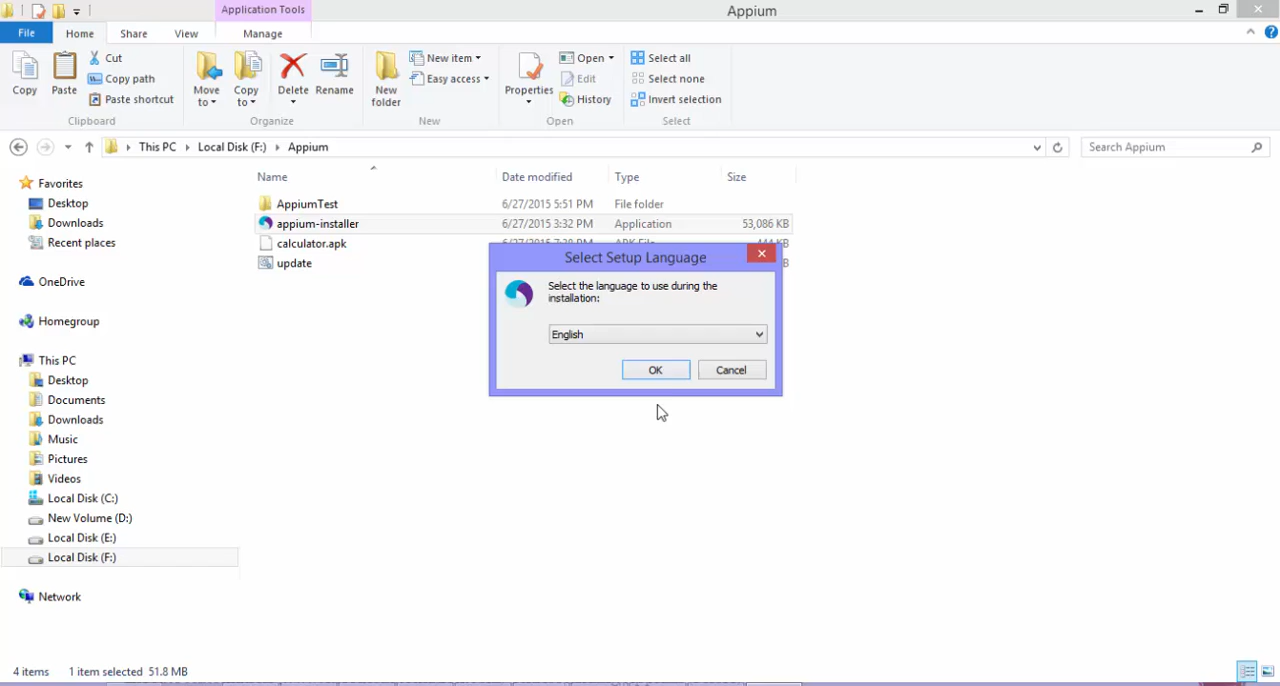 Application Tools
Appium
File
Home
Share
View
Manage
Copy
Paste
Cut
Copy path
Paste shortcut
Clipboard
Move to
Copy to
Delete
Rename
Organize
New folder
New item
Easy access
New
Properties
Open
Edit
History
Open
Select all
Select none
Invert selection
Select
This PC
Local Disk (F:)
Appium
Search Appium
Name
Date modified
Type
Size
Favorites
Desktop
Downloads
Recent places
OneDrive
Homegroup
This PC
Desktop
Documents
Downloads
Music
Pictures
Videos
Local Disk (C:)
New Volume (D:)
Local Disk (E:)
Local Disk (F:)
Network
AppiumTest
6/27/2015 5:51 PM
File folder
appium-installer
6/27/2015 3:32 PM
Application
53,086 KB
calculator.apk
update
Select Setup Language
Select the language to use during the
installation:
English
OK
Cancel
4 items
1 item selected 51.8 MB